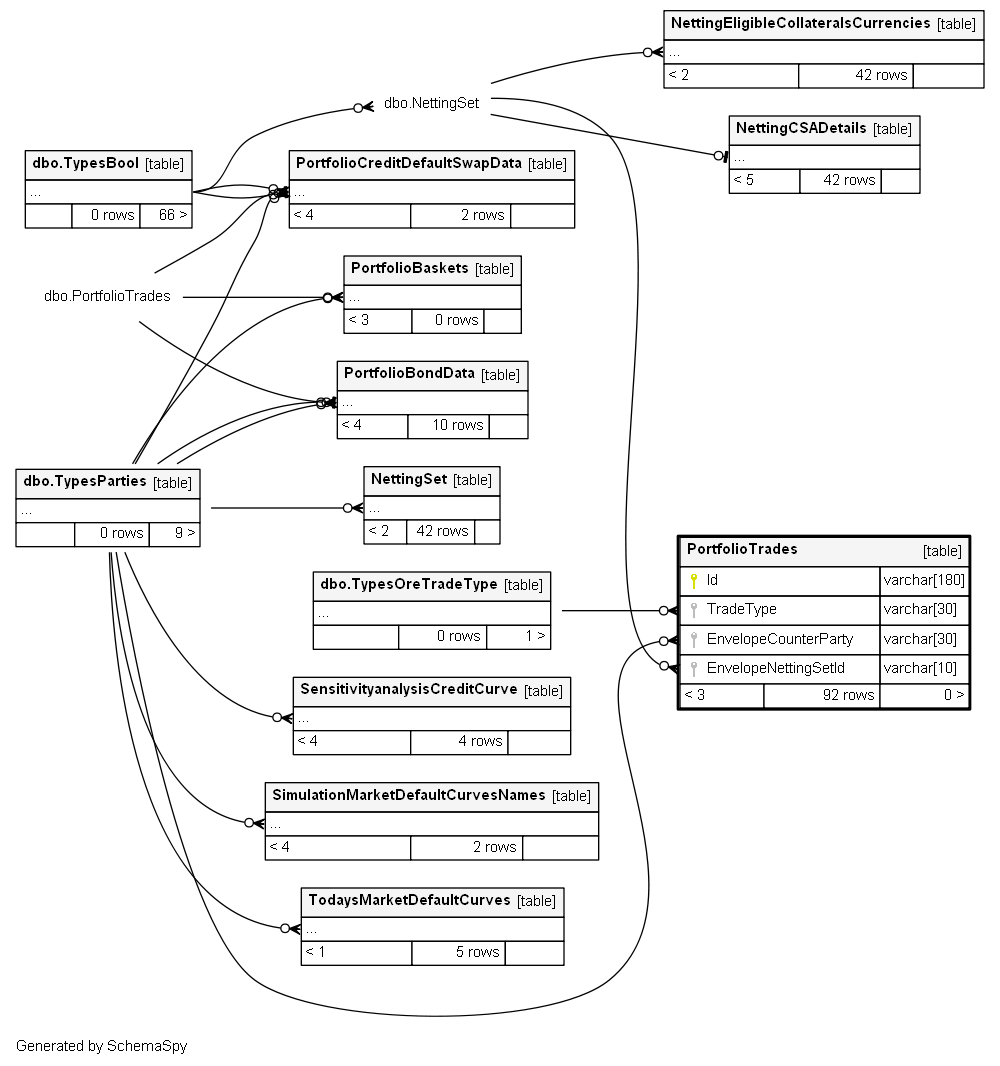 NettingEligibleCollateralsCurrencies [table]
...
< 2 42 rows
dbo.NettingSet
NettingCSADetails [table]
...
< 5 42 rows
dbo.TypesBool [table]
...
0 rows 66 >
PortfolioCreditDefaultSwapData [table]
...
< 4 2 rows
dbo.PortfolioTrades
PortfolioBaskets [table]
...
< 3 0 rows
PortfolioBondData [table]
...
< 4 10 rows
dbo.TypesParties [table]
...
0 rows 9 >
NettingSet [table]
...
< 2 42 rows
PortfolioTrades [table]
Id varchar[180]
TradeType varchar[30]
EnvelopeCounterParty varchar[30]
EnvelopeNettingSetId varchar[10]
< 3 92 rows 0 >
dbo.TypesOreTradeType [table]
...
0 rows 1 >
SensitivityanalysisCreditCurve [table]
...
< 4 4 rows
SimulationMarketDefaultCurvesNames [table]
...
< 4 2 rows
TodaysMarketDefaultCurves [table]
...
< 1 5 rows
Generated by SchemaSpy